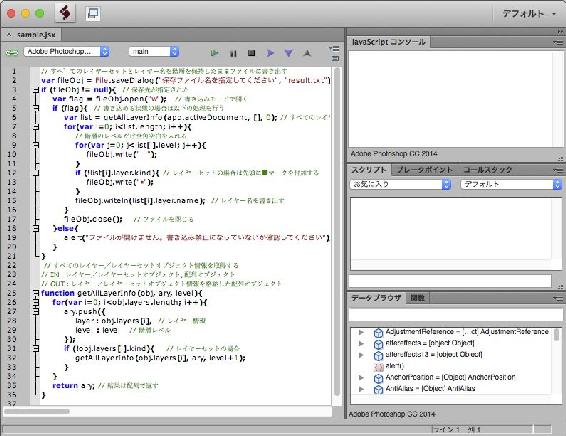 デフォルト
sample.jsx
Adobe Photoshop...
main
1 // すべてのレイヤーセットとレイヤー名を階層を維持したままファイルに書き出す
2 var fileObj = File.saveDialog("保存ファイル名を指定してください", "result.txt"
3 if (fileObj != null){ // 保存先が指定された
4 var flag = fileObj.open("w"); // 書き込みモードで開く
5 if (flag){ // 書き込める状態の場合は以下の処理を行う
6 var list = getAllLayerInfo(app.activeDocument, [], 0); // すべてのレイ
7 for(var i=0; i<list.length; i++){
8 // 階層のレベルだけ全角空白を入れる
9 for(var j=0; j<list[i].level; j++){
10 fileObj.write(" ");
11 }
12 if (!list[i].layer.kind){ // レイヤーセットの場合は先頭に■マークを付加する
13 fileObj.write("■");
14 }
15 fileObj.writeln(list[i].layer.name); // レイヤー名を書き出す
16 }
17 fileObj.close(); // ファイルを閉じる
18 }else{
19 alert("ファイルが開けません。書き込み禁止になっていないか確認してください")
20 }
21 }
22 // すべてのレイヤー／レイヤーセットオブジェクト情報を取得する
23 // IN：レイヤー／レイヤーセットオブジェクト, 配列オブジェクト
24 // OUT：レイヤー／レイヤーセットオブジェクト情報を格納した配列オブジェクト
25 function getAllLayerInfo(obj, ary, level){
26 for(var i=0; i<obj.layers.length; i++){
27 ary.push({
28 layer : obj.layers[i], // レイヤー情報
29 level : level // 階層レベル
30 });
31 if (!obj.layers[i].kind){ // レイヤーセットの場合
32 getAllLayerInfo(obj.layers[i], ary, level+1);
33 }
34 }
35 return ary; // 結果は配列で返す
36 }
37
JavaScript コンソール
Adobe Photoshop CC 2014
スクリプト ブレークポイント コールスタック
お気に入り
デフォルト
データブラウザ 関数
AdjustmentReference = [...ct] AdjustmentReference
aftereffects = [object Object]
aftereffects13 = [object Object]
alert()
AnchorPosition = [Object] AnchorPosition
AntiAlias = [Object] AntiAlias
Adobe Photoshop CC 2014
ライン 1 列 1